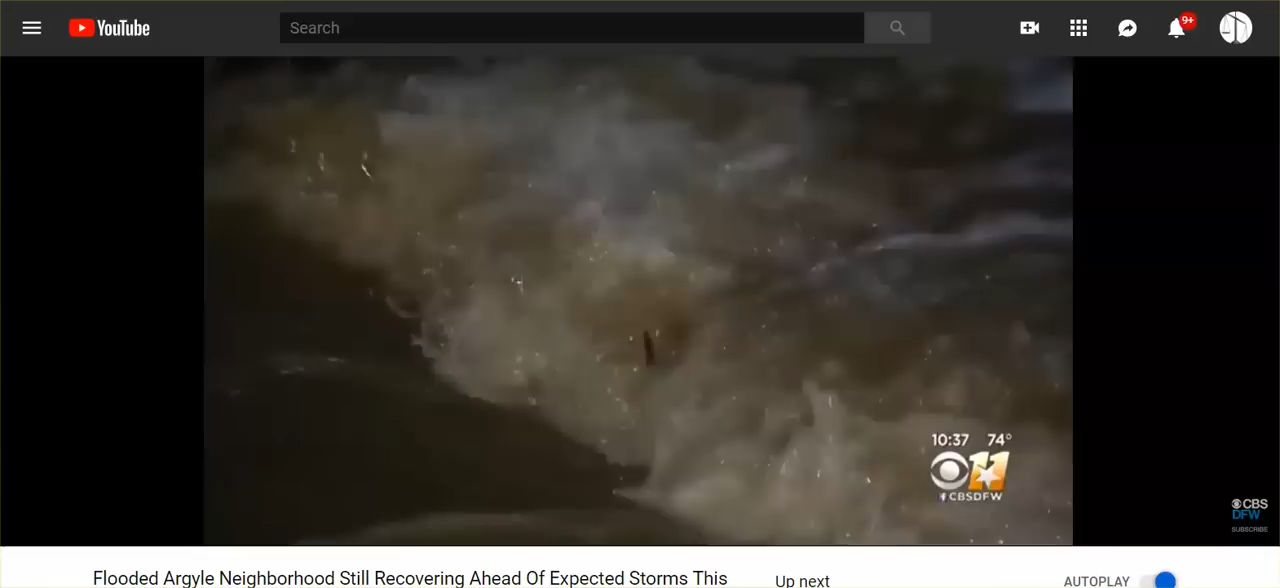 YouTube
Search
9+
10:37 74°
11
CBSDFW
CBS
DFW
SUBSCRIBE
Flooded Argyle Neighborhood Still Recovering Ahead Of Expected Storms This
Up next
AUTOPLAY